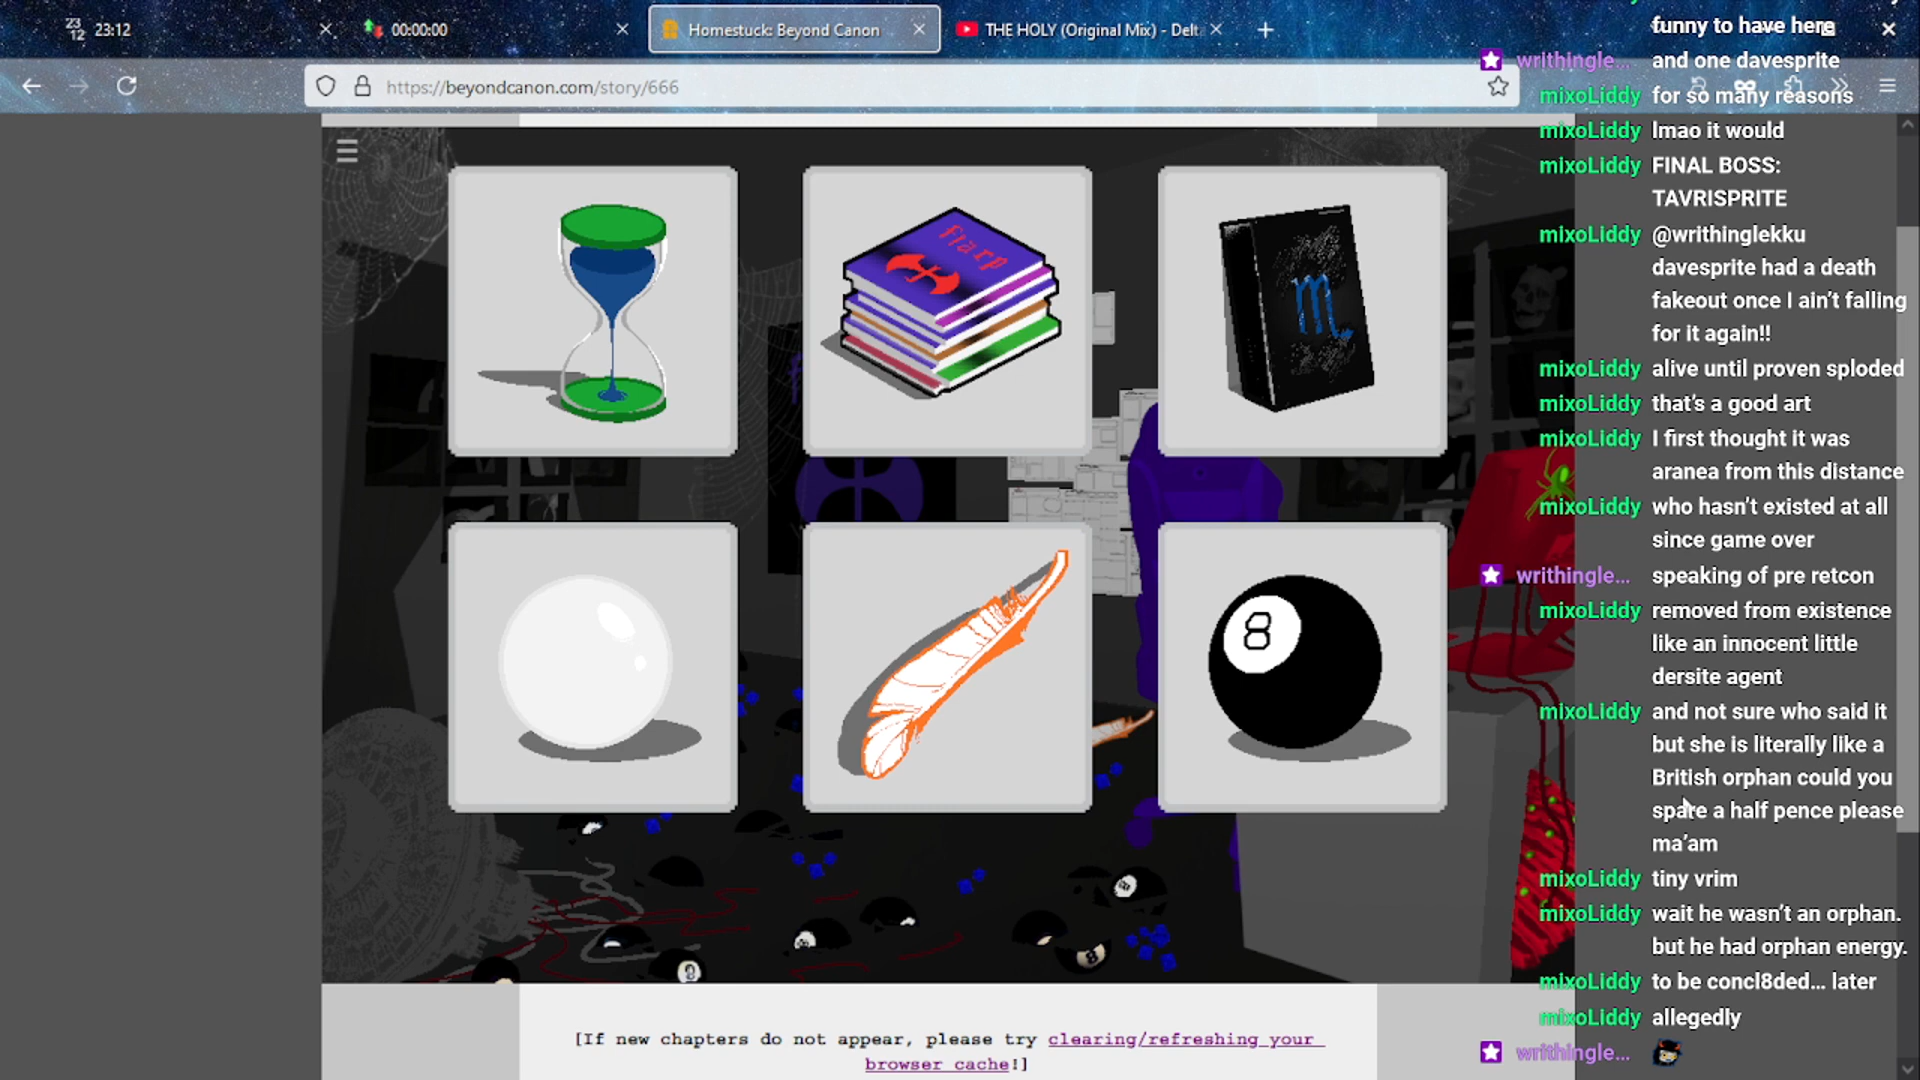 23
12 23:12
00:00:00
Homestuck: Beyond Canon
THE HOLY (Original Mix) - Delt
https://beyondcanon.com/story/666
flarp
8
[If new chapters do not appear, please try clearing/refreshing your
browser cache!]
funny to have here
writhingle... and one davesprite
mixoLiddy for so many reasons
mixoLiddy lmao it would
mixoLiddy FINAL BOSS:
TAVRISPRITE
mixoLiddy @writhinglekku
davesprite had a death
fakeout once I ain't falling
for it again!!
mixoLiddy alive until proven sploded
mixoLiddy that's a good art
mixoLiddy I first thought it was
aranea from this distance
mixoLiddy who hasn't existed at all
since game over
writhingle... speaking of pre retcon
mixoLiddy removed from existence
like an innocent little
dersite agent
mixoLiddy and not sure who said it
but she is literally like a
British orphan could you
spare a half pence please
ma'am
mixoLiddy tiny vrim
mixoLiddy wait he wasn't an orphan.
but he had orphan energy.
mixoLiddy to be concl8ded... later
mixoLiddy allegedly
writhingle...